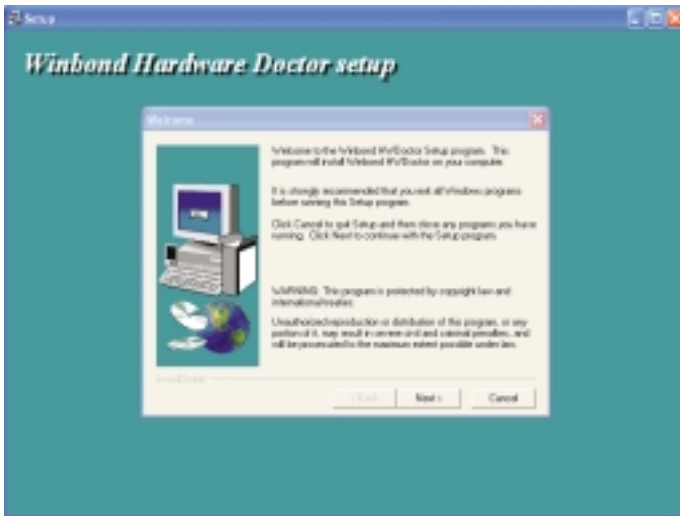 Setup
Winbond Hardware Doctor setup
Welcome
Welcome to the Winbond HWDoctor Setup program. This
program will install Winbond HWDoctor on your computer.
It is strongly recommended that you exit all Windows programs
before running this Setup program.
Click Cancel to quit Setup and then close any programs you have
running. Click Next to continue with the Setup program.
WARNING: This program is protected by copyright law and
international treaties.
Unauthorized reproduction or distribution of this program, or any
portion of it, may result in severe civil and criminal penalties, and
will be prosecuted to the maximum extent possible under law.
InstallShield
< Back
Next >
Cancel